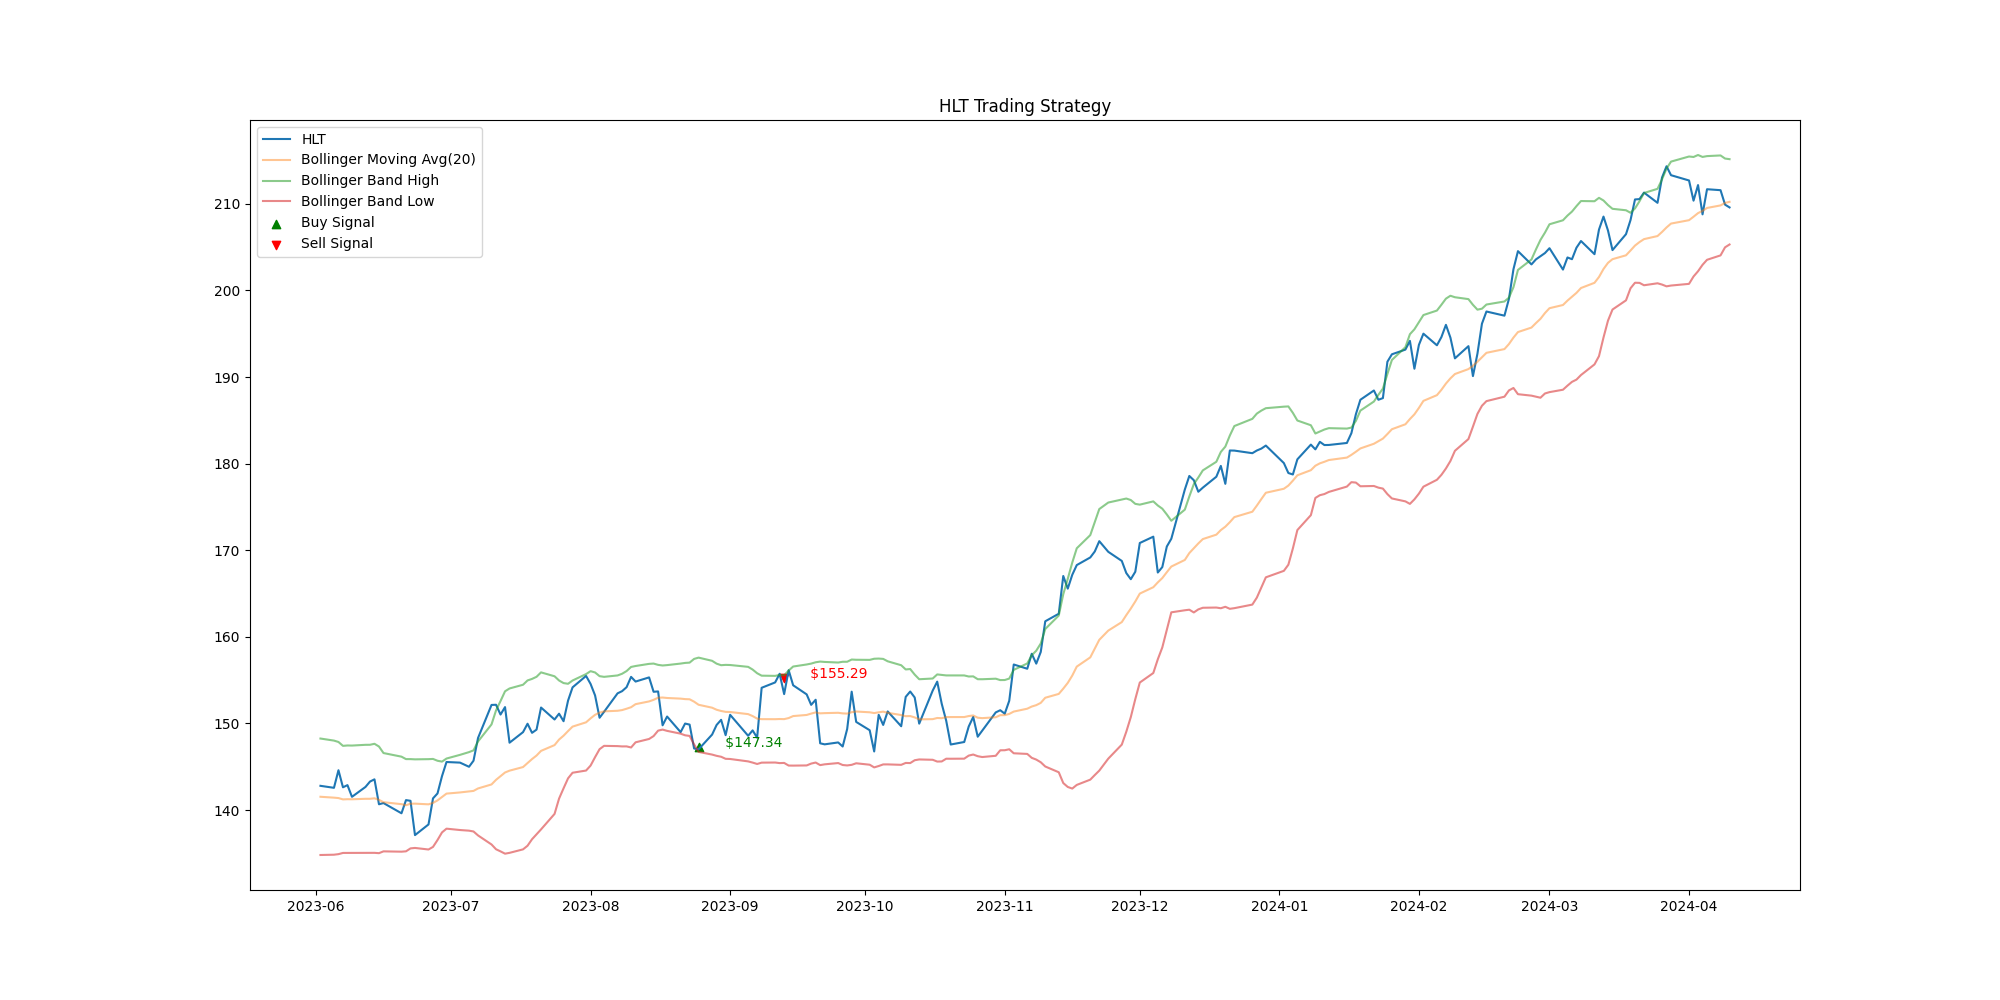 HLT Trading Strategy
HLT
Bollinger Moving Avg(20)
Bollinger Band High
Bollinger Band Low
Buy Signal
Sell Signal
210
200
190
180
170
160
150
140
$155.29
$147.34
2023-06 2023-07 2023-08 2023-09 2023-10 2023-11 2023-12 2024-01 2024-02 2024-03 2024-04